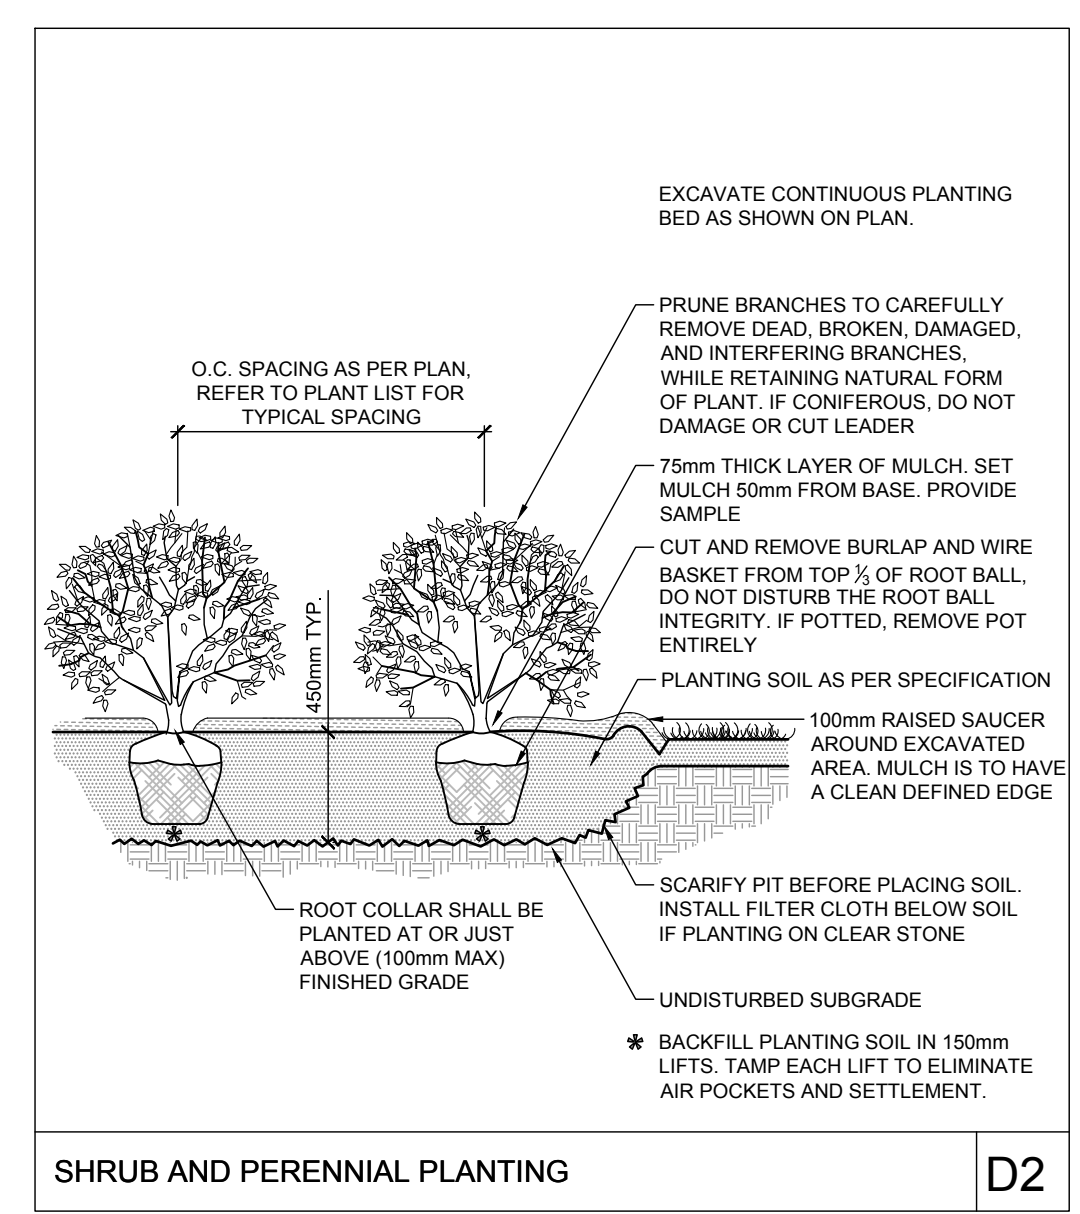 EXCAVATE CONTINUOUS PLANTING
BED AS SHOWN ON PLAN.
PRUNE BRANCHES TO CAREFULLY
REMOVE DEAD, BROKEN, DAMAGED,
AND INTERFERING BRANCHES,
WHILE RETAINING NATURAL FORM
OF PLANT. IF CONIFEROUS, DO NOT
DAMAGE OR CUT LEADER
O.C. SPACING AS PER PLAN,
REFER TO PLANT LIST FOR
TYPICAL SPACING
75mm THICK LAYER OF MULCH. SET
MULCH 50mm FROM BASE. PROVIDE
SAMPLE
CUT AND REMOVE BURLAP AND WIRE
BASKET FROM TOP ⅓ OF ROOT BALL,
DO NOT DISTURB THE ROOT BALL
INTEGRITY. IF POTTED, REMOVE POT
ENTIRELY
450mm TYP.
PLANTING SOIL AS PER SPECIFICATION
100mm RAISED SAUCER
AROUND EXCAVATED
AREA. MULCH IS TO HAVE
A CLEAN DEFINED EDGE
SCARIFY PIT BEFORE PLACING SOIL.
INSTALL FILTER CLOTH BELOW SOIL
IF PLANTING ON CLEAR STONE
ROOT COLLAR SHALL BE
PLANTED AT OR JUST
ABOVE (100mm MAX)
FINISHED GRADE
UNDISTURBED SUBGRADE
* BACKFILL PLANTING SOIL IN 150mm
LIFTS. TAMP EACH LIFT TO ELIMINATE
AIR POCKETS AND SETTLEMENT.
SHRUB AND PERENNIAL PLANTING
D2